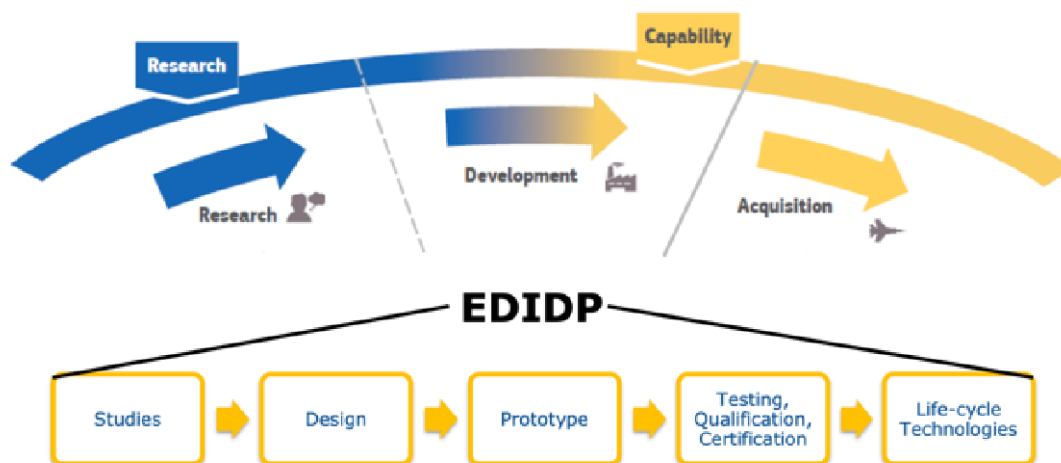 Research
Capability
Research
Development
Acquisition
EDIDP
Studies
Design
Prototype
Testing,
Qualification,
Certification
Life-cycle
Technologies